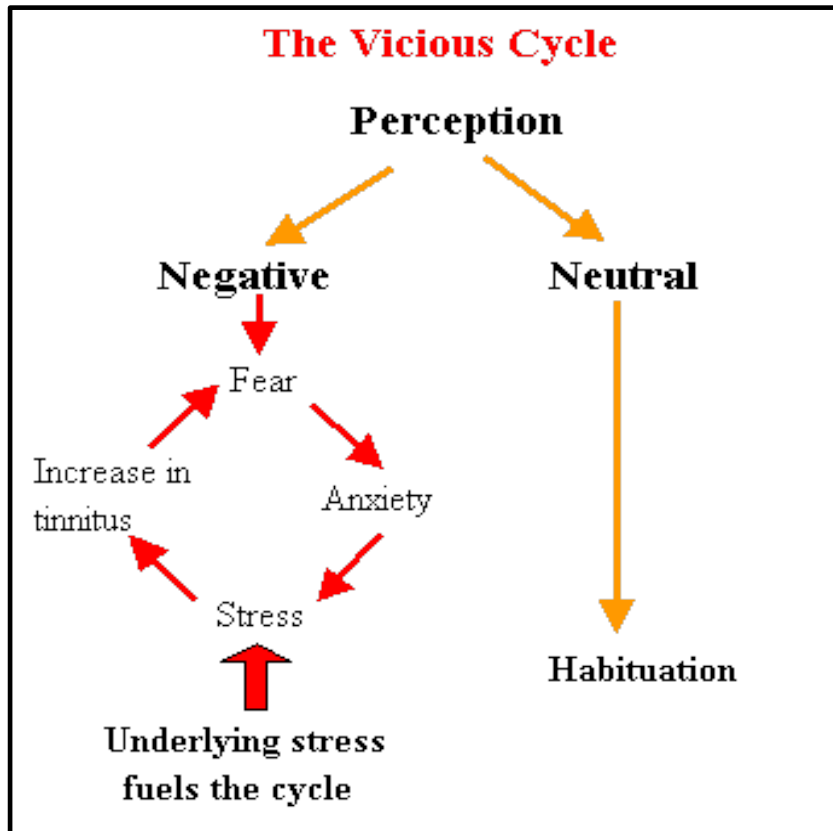 The Vicious Cycle
Perception
Negative
Neutral
Fear
Increase in
tinnitus
Anxiety
Stress
Habituation
Underlying stress
fuels the cycle